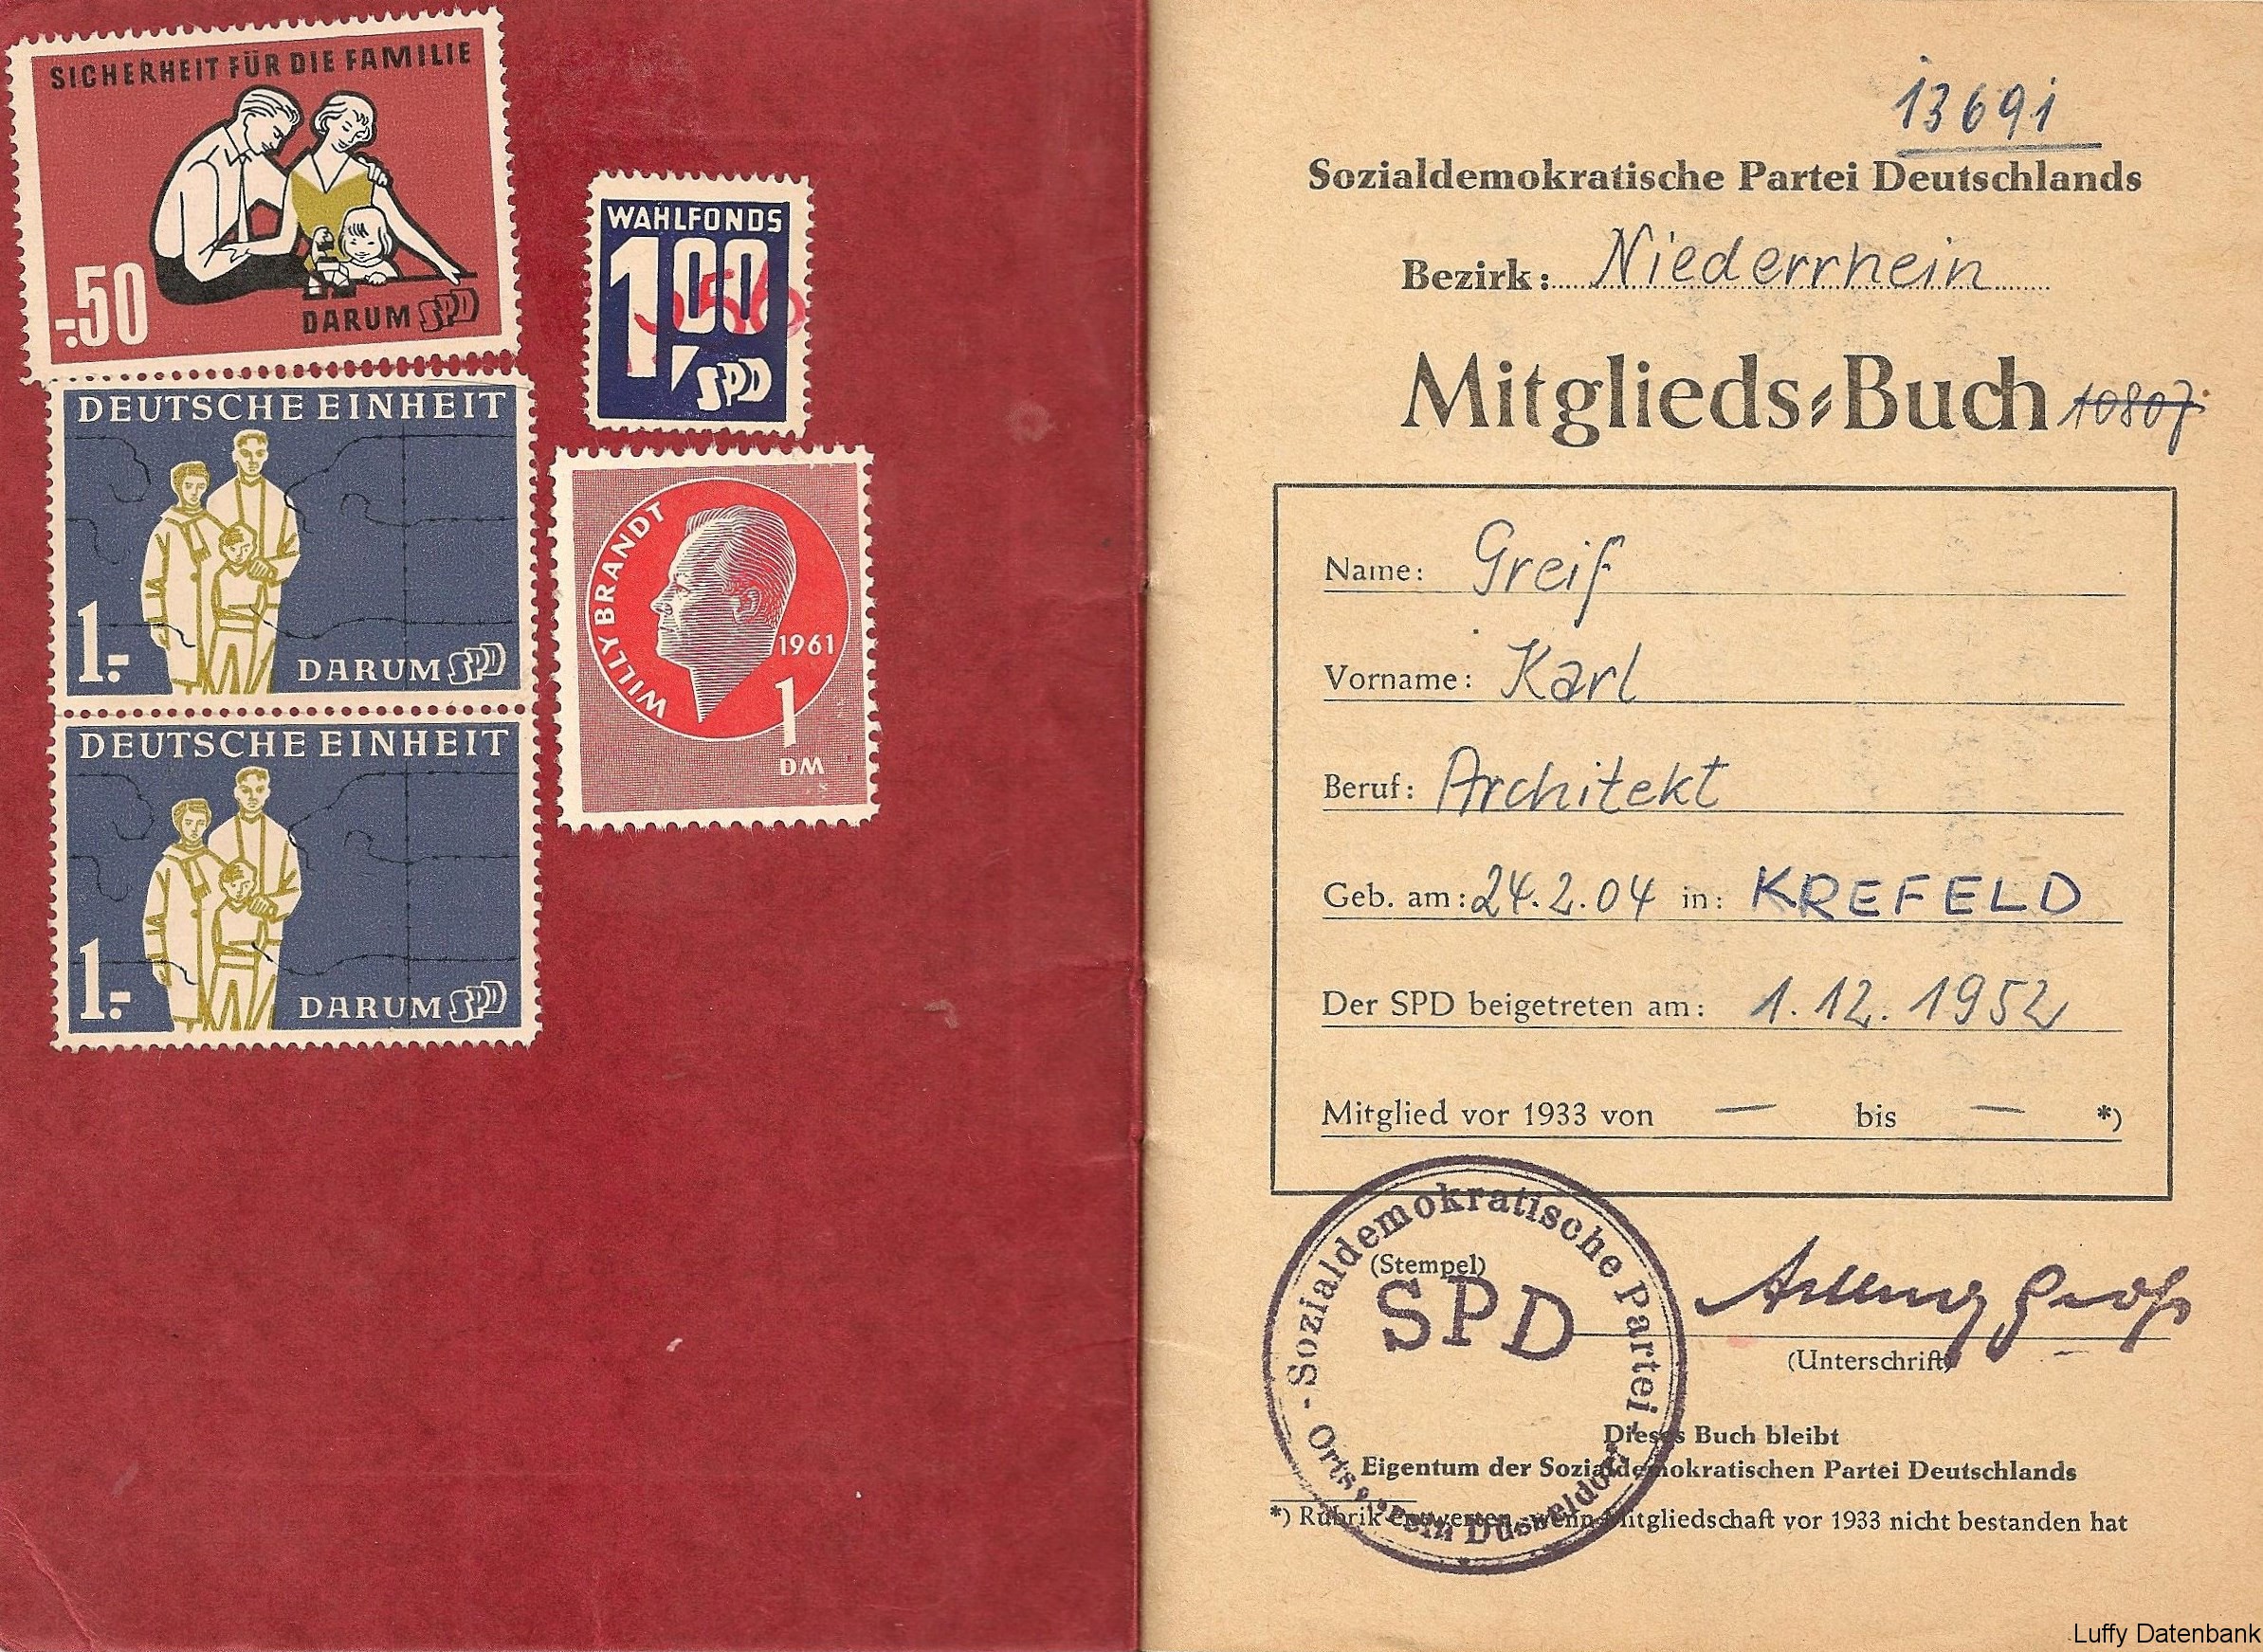 SICHERHEIT FÜR DIE FAMILIE
-.50
DARUM SPD
DEUTSCHE EINHEIT
1.-
DARUM SPD
DEUTSCHE EINHEIT
1.-
DARUM SPD
WAHLFONDS
1,00
SPD
WILLY BRANDT
1961
1
DM
13691
Sozialdemokratische Partei Deutschlands
Bezirk: Niederrhein
Mitglieds-Buch 10807
Name: Greif
Vorname: Karl
Beruf: Architekt
Geb. am: 24.2.04 in: KREFELD
Der SPD beigetreten am: 1.12.1952
Mitglied vor 1933 von — bis — *)
- Sozialdemokratische Partei -
(Stempel)
SPD
Ortsverein Düsseldorf
(Unterschrift)
Dieses Buch bleibt
Eigentum der Sozialdemokratischen Partei Deutschlands
*) Rubrik entwerten, wenn Mitgliedschaft vor 1933 nicht bestanden hat
Luffy Datenbank